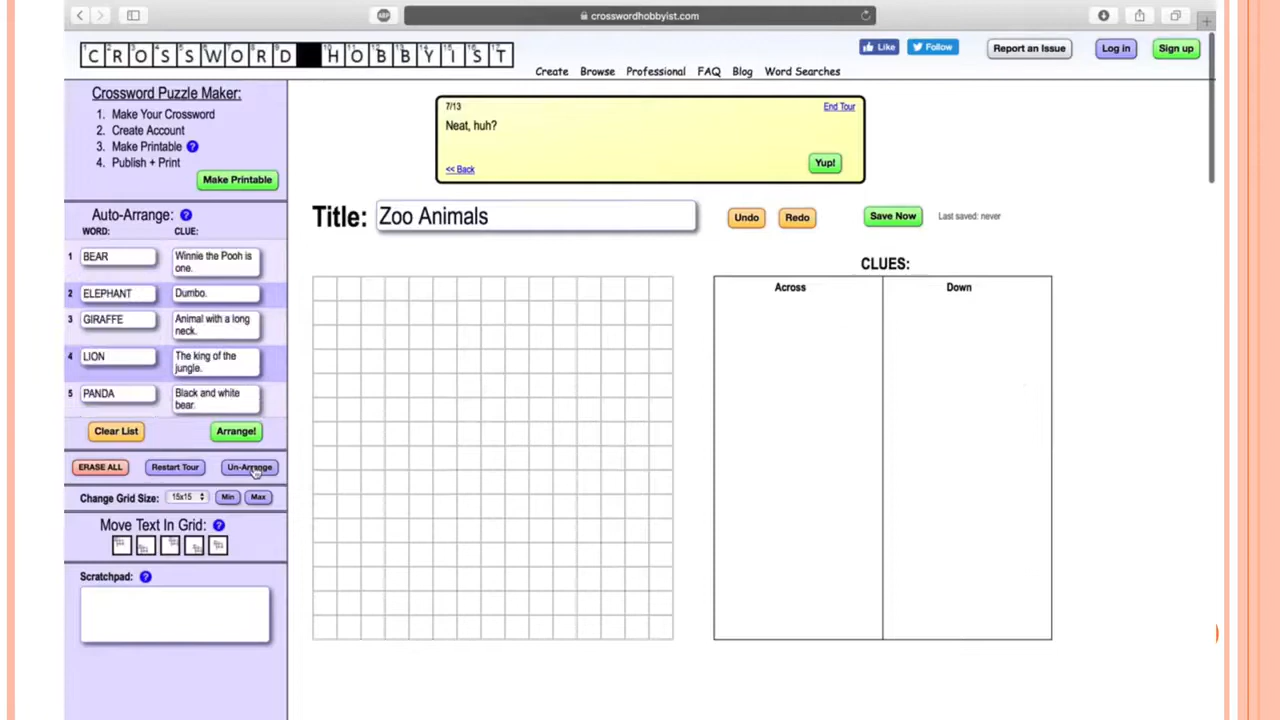 crosswordhobbyist.com
CROSSWORD HOBBYIST
Like
Follow
Report an Issue
Log in
Sign up
Create Browse Professional FAQ Blog Word Searches
Crossword Puzzle Maker:
1. Make Your Crossword
2. Create Account
3. Make Printable ?
4. Publish + Print
Make Printable
7/13
End Tour
Neat, huh?
<< Back
Yup!
Title: Zoo Animals
Undo
Redo
Save Now
Last saved: never
Auto-Arrange: ?
WORD: CLUE:
1 BEAR Winnie the Pooh is
one.
2 ELEPHANT Dumbo.
3 GIRAFFE Animal with a long
neck.
4 LION The king of the
jungle.
5 PANDA Black and white
bear.
Clear List
Arrange!
ERASE ALL
Restart Tour
Un-Arrange
Change Grid Size: 15x15 Min Max
Move Text In Grid: ?
Scratchpad: ?
CLUES:
Across
Down